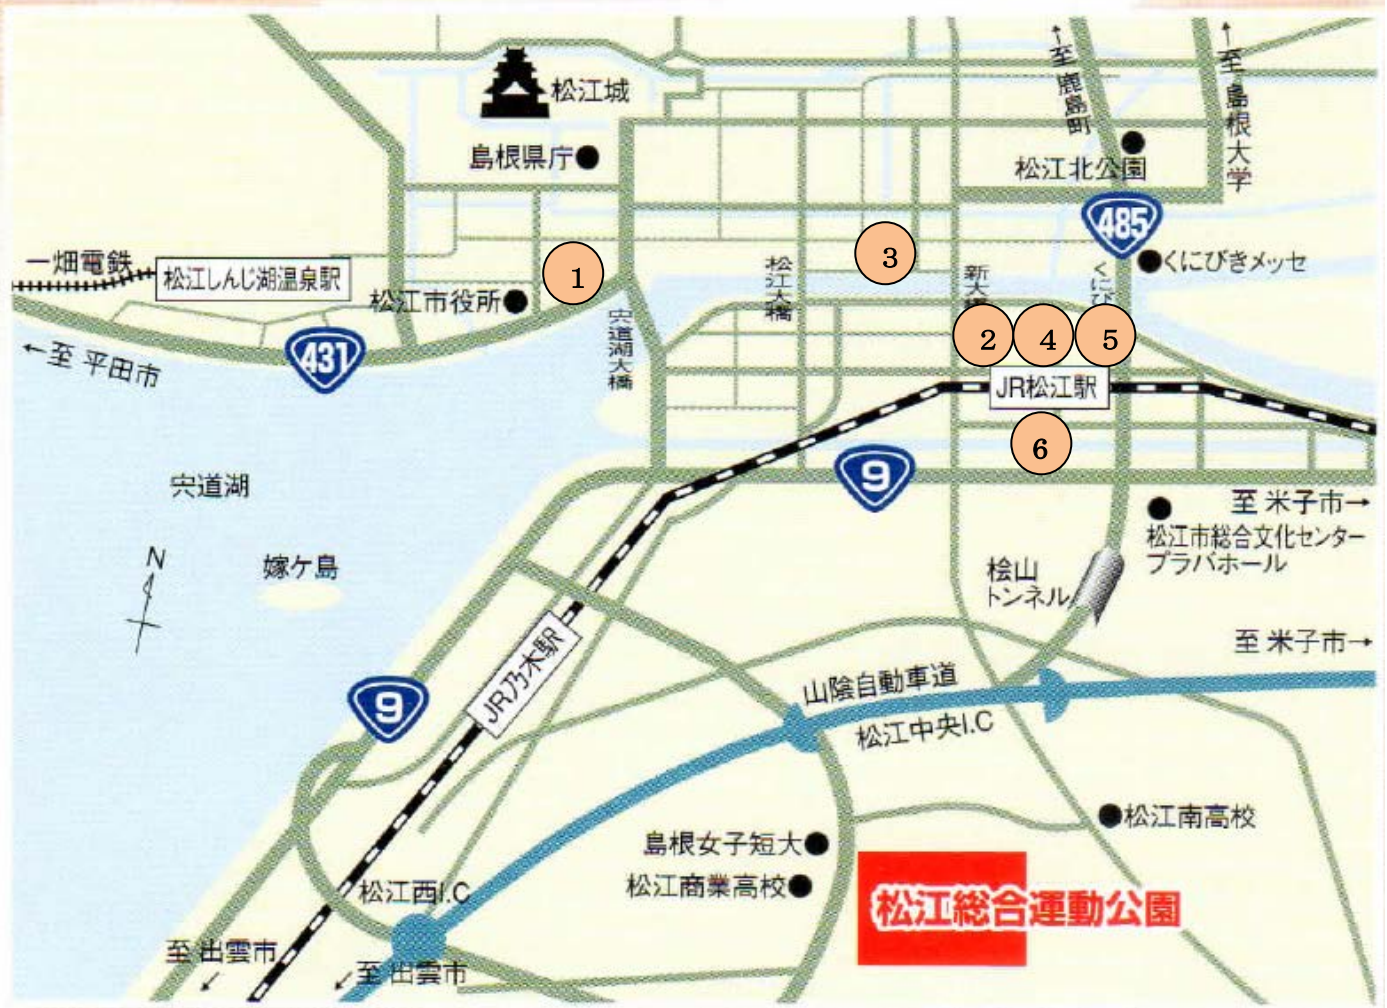 松江城
島根県庁
←至 鹿島町
←至 島根大学
松江北公園
485
一畑電鉄
松江しんじ湖温泉駅
松江市役所
1
3
くにびきメッセ
松江大橋
新大橋
くにび
宍道湖大橋
431
←至 平田市
2
4
5
JR松江駅
6
9
宍道湖
至 米子市→
松江市総合文化センター
プラバホール
N
嫁ケ島
桧山
トンネル
至 米子市→
JR乃木駅
9
山陰自動車道
松江中央I.C
松江南高校
島根女子短大
松江商業高校
松江西I.C
松江総合運動公園
至 出雲市
←至 出雲市